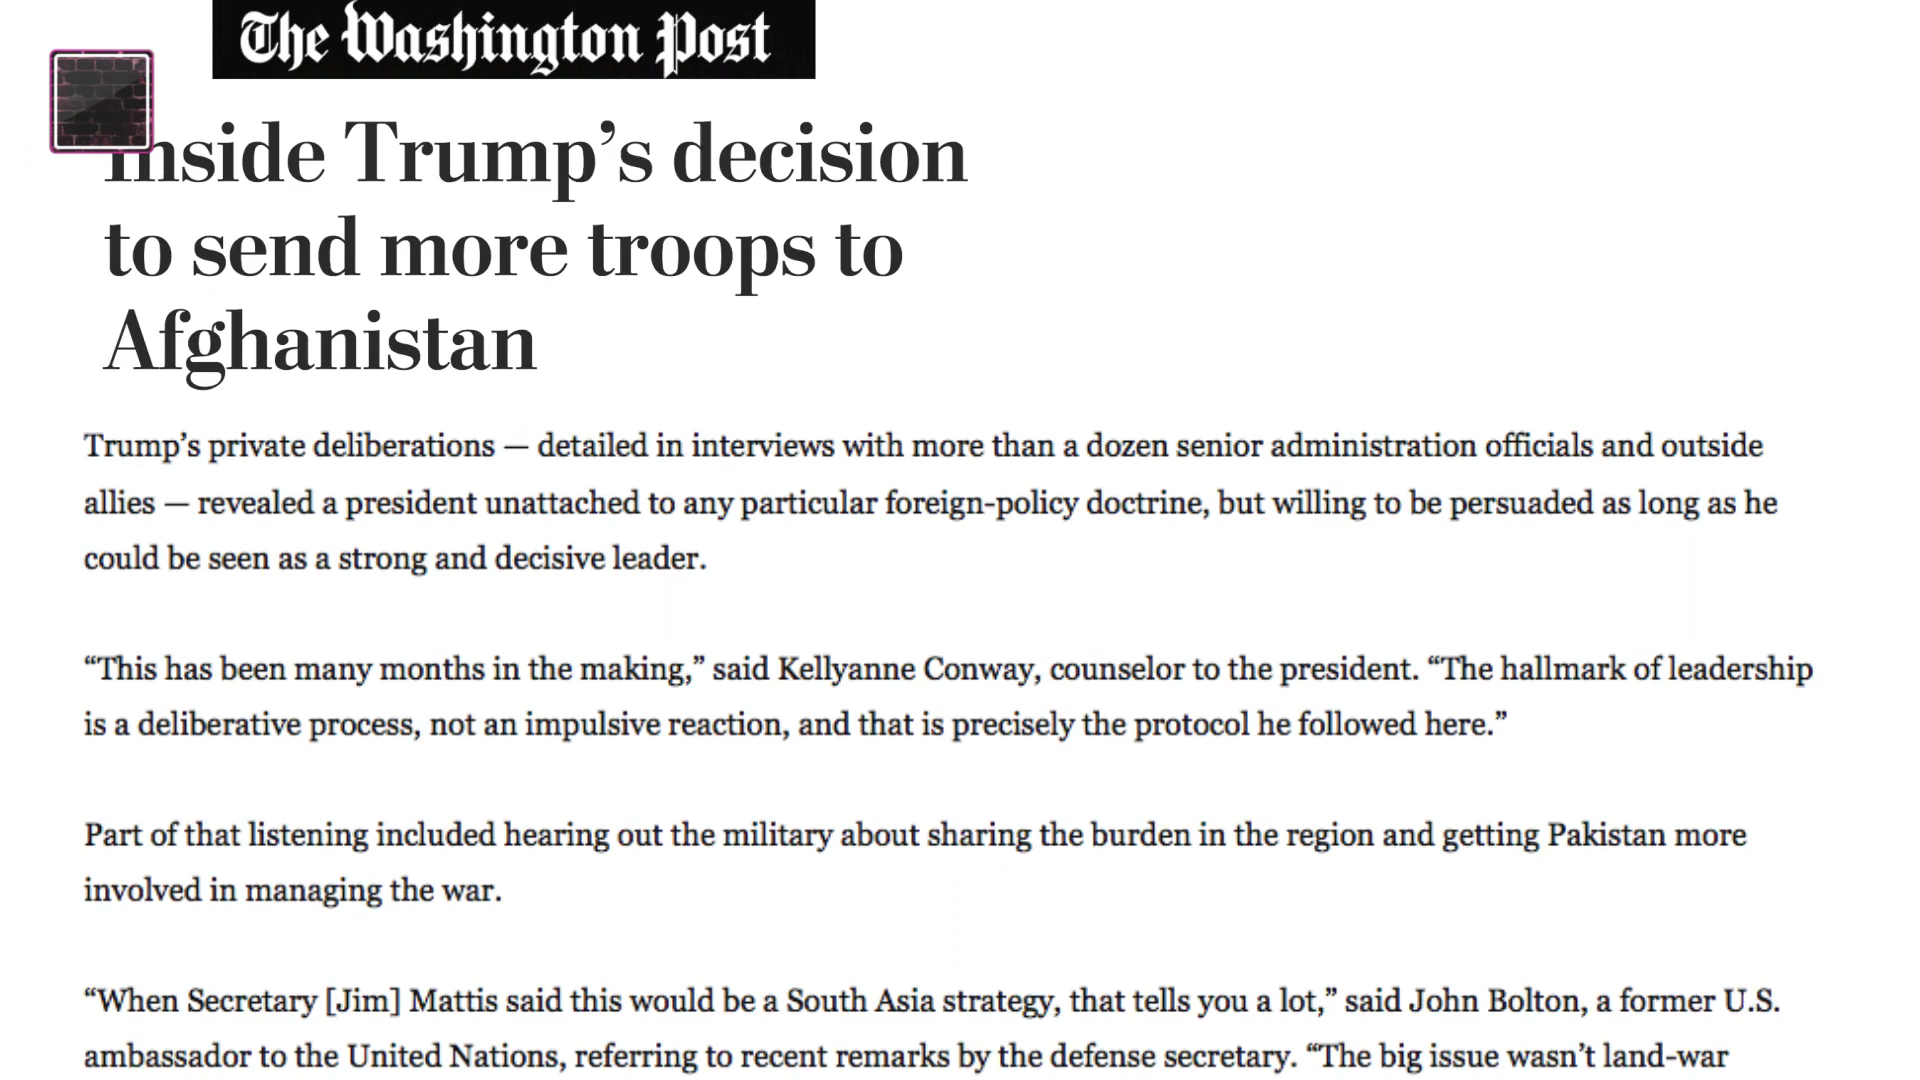 The Washington Post
Inside Trump’s decision
to send more troops to
Afghanistan
Trump’s private deliberations — detailed in interviews with more than a dozen senior administration officials and outside
allies — revealed a president unattached to any particular foreign-policy doctrine, but willing to be persuaded as long as he
could be seen as a strong and decisive leader.
“This has been many months in the making,” said Kellyanne Conway, counselor to the president. “The hallmark of leadership
is a deliberative process, not an impulsive reaction, and that is precisely the protocol he followed here.”
Part of that listening included hearing out the military about sharing the burden in the region and getting Pakistan more
involved in managing the war.
“When Secretary [Jim] Mattis said this would be a South Asia strategy, that tells you a lot,” said John Bolton, a former U.S.
ambassador to the United Nations, referring to recent remarks by the defense secretary. “The big issue wasn’t land-war